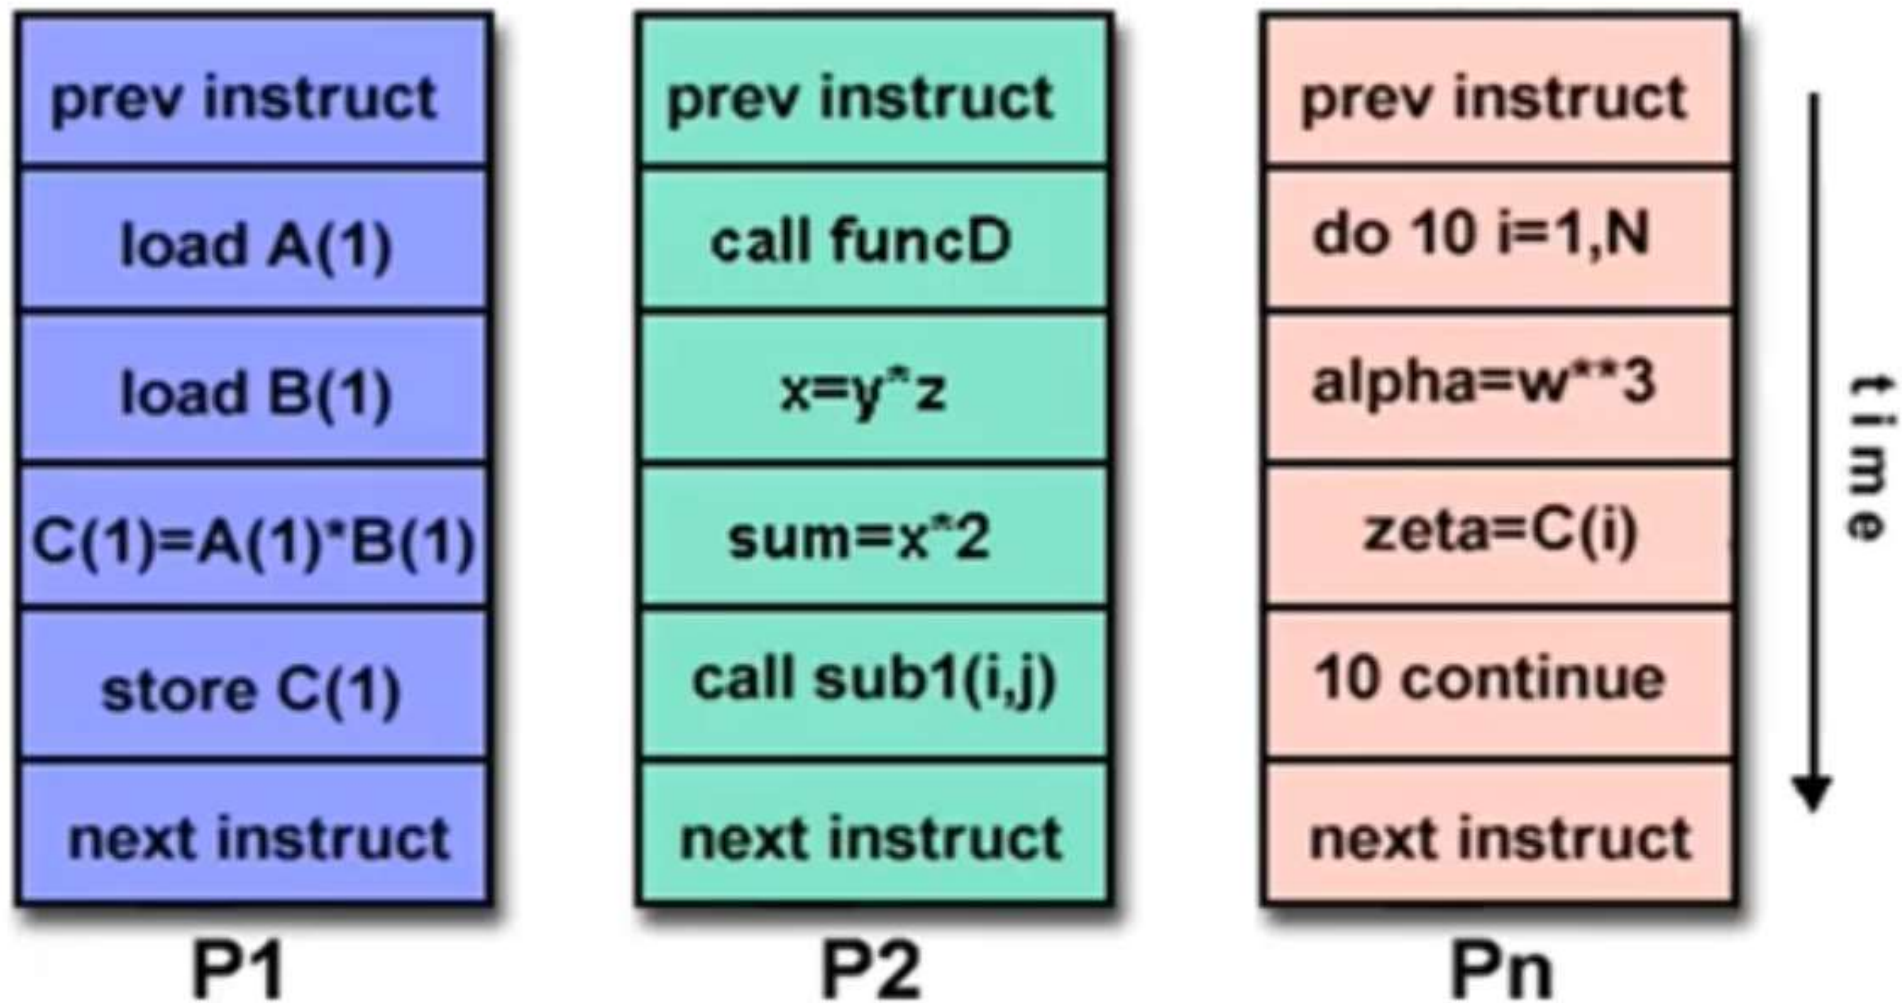 prev instruct
load A(1)
load B(1)
C(1)=A(1)*B(1)
store C(1)
next instruct
P1
prev instruct
call funcD
x=y*z
sum=x*2
call sub1(i,j)
next instruct
P2
prev instruct
do 10 i=1,N
alpha=w**3
zeta=C(i)
10 continue
next instruct
Pn
time